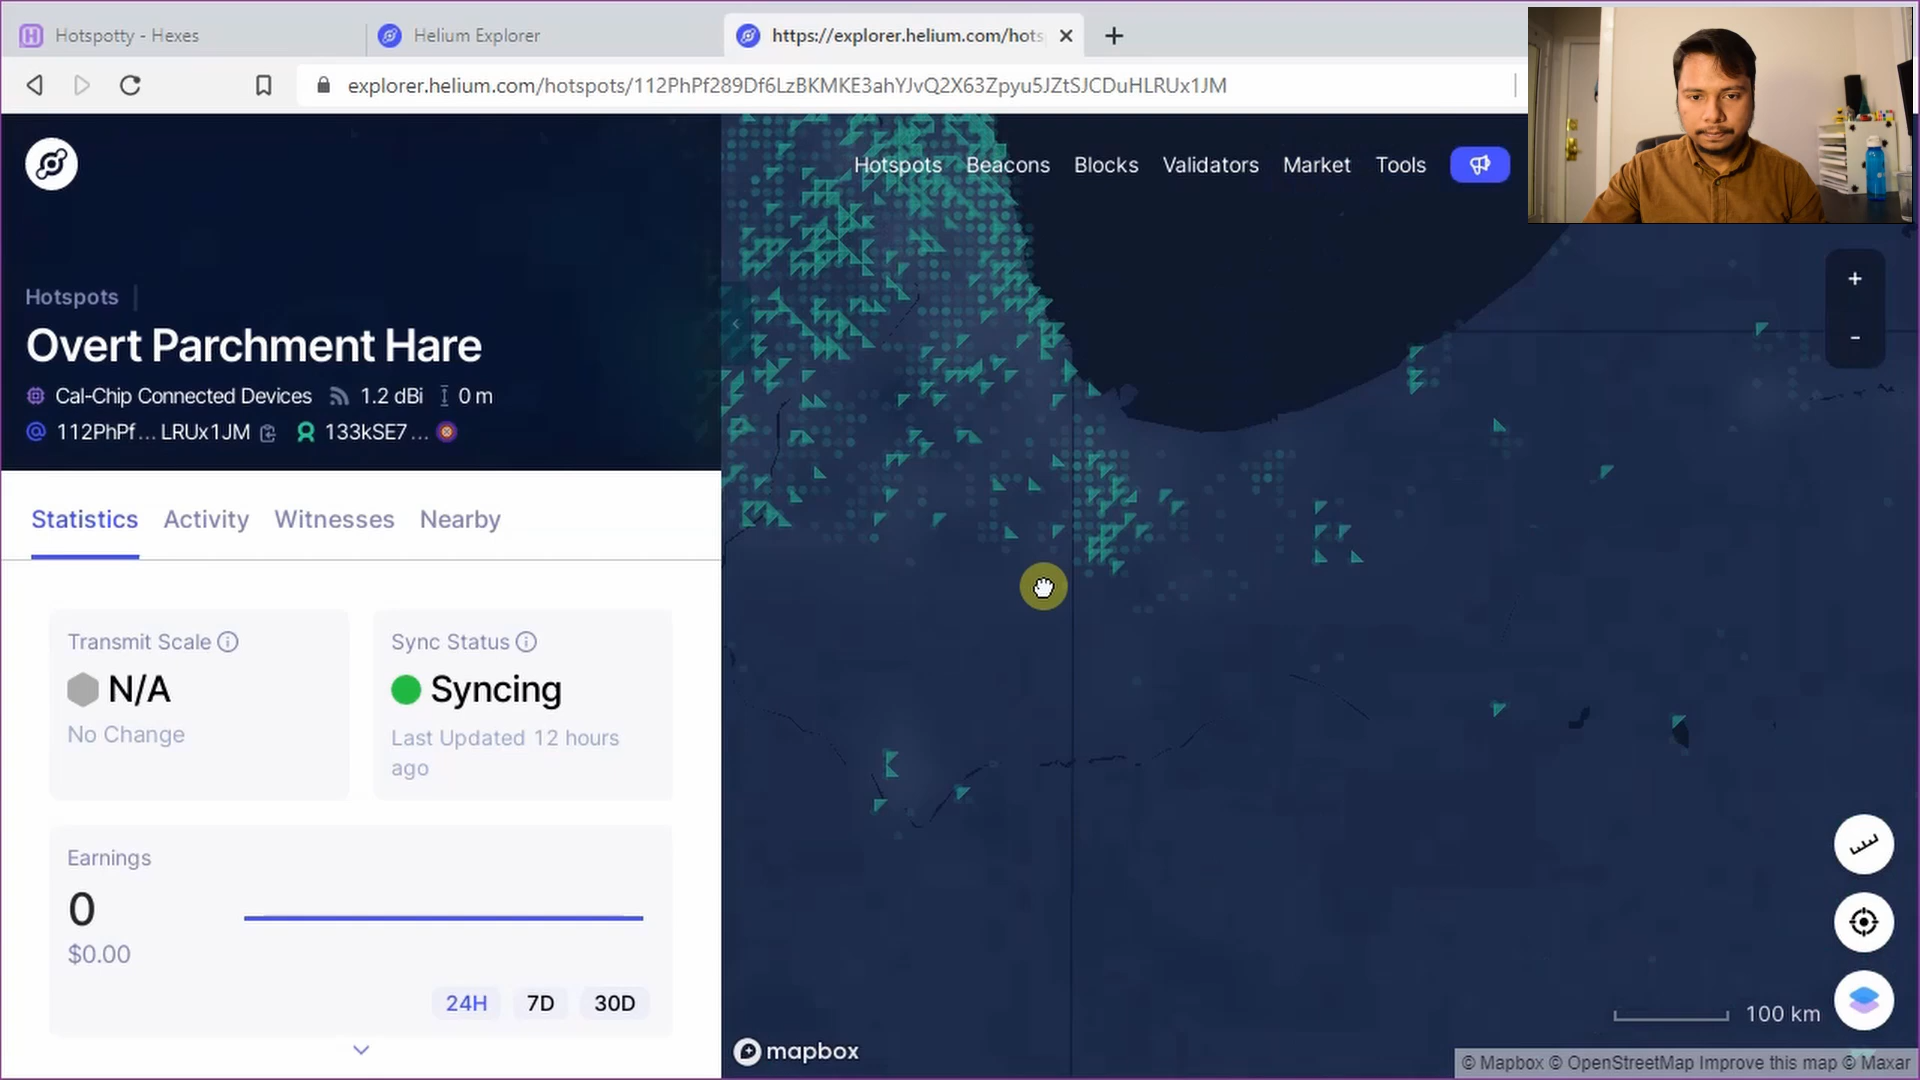 Hotspotty - Hexes
Helium Explorer
https://explorer.helium.com/hots
explorer.helium.com/hotspots/112PhPf289Df6LzBKMKE3ahYJvQ2X63Zpyu5JZtSJCDuHLRUx1JM
Hotspots Beacons Blocks Validators Market Tools
Hotspots
Overt Parchment Hare
Cal-Chip Connected Devices 1.2 dBi 0 m
112PhPf... LRUx1JM 133kSE7...
Statistics Activity Witnesses Nearby
Transmit Scale
N/A
No Change
Sync Status
Syncing
Last Updated 12 hours
ago
Earnings
0
$0.00
24H 7D 30D
+
-
100 km
mapbox
© Mapbox © OpenStreetMap Improve this map © Maxar